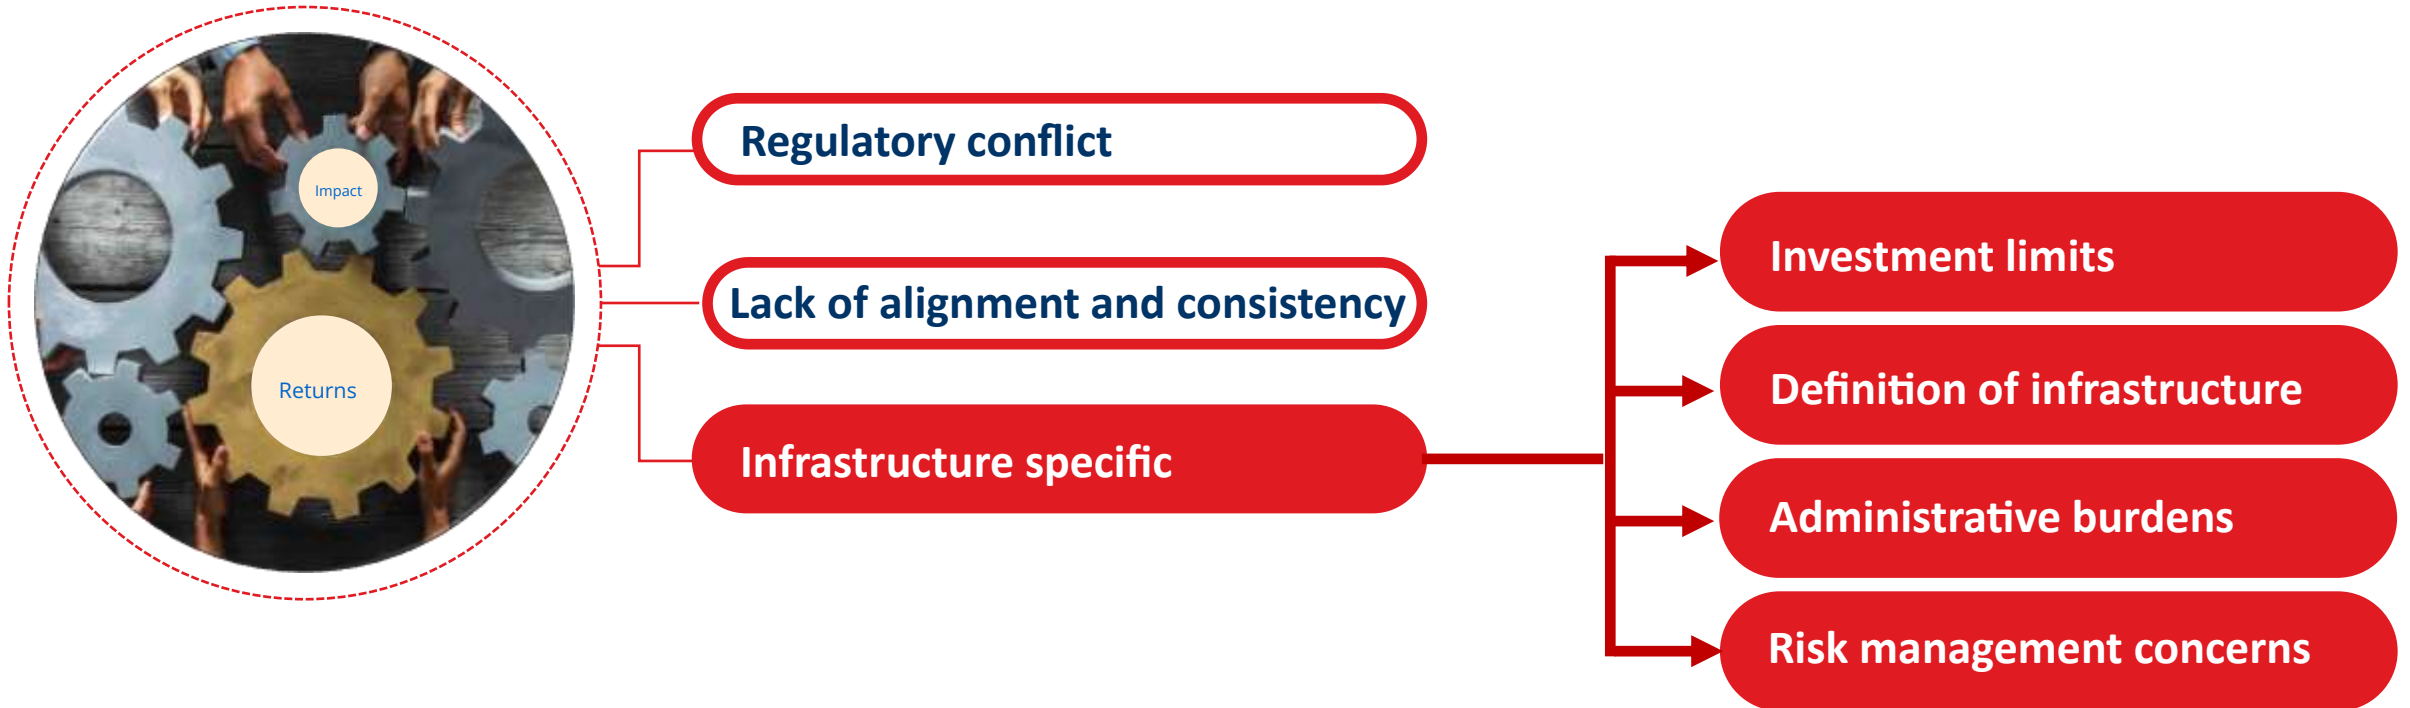 Impact
Returns
Regulatory conflict
Lack of alignment and consistency
Infrastructure specific
Investment limits
Definition of infrastructure
Administrative burdens
Risk management concerns